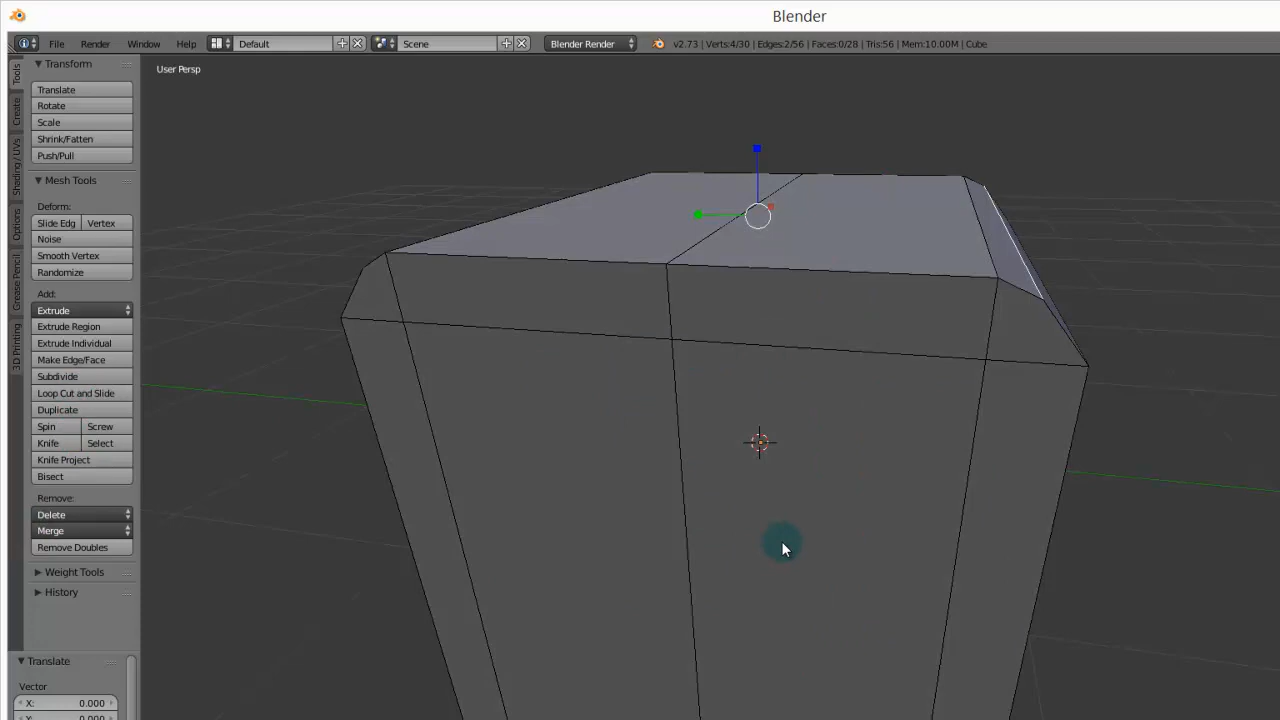 Blender
File Render Window Help Default Scene Blender Render v2.73 | Verts:4/30 | Edges:2/56 | Faces:0/28 | Tris:56 | Mem:10.00M | Cube
Transform
User Persp
Tools
Create
Shading / UVs
Options
Grease Pencil
3D Printing
Translate
Rotate
Scale
Shrink/Fatten
Push/Pull
Mesh Tools
Deform:
Slide Edg Vertex
Noise
Smooth Vertex
Randomize
Add:
Extrude
Extrude Region
Extrude Individual
Make Edge/Face
Subdivide
Loop Cut and Slide
Duplicate
Spin Screw
Knife Select
Knife Project
Bisect
Remove:
Delete
Merge
Remove Doubles
Weight Tools
History
Translate
Vector
X: 0.000